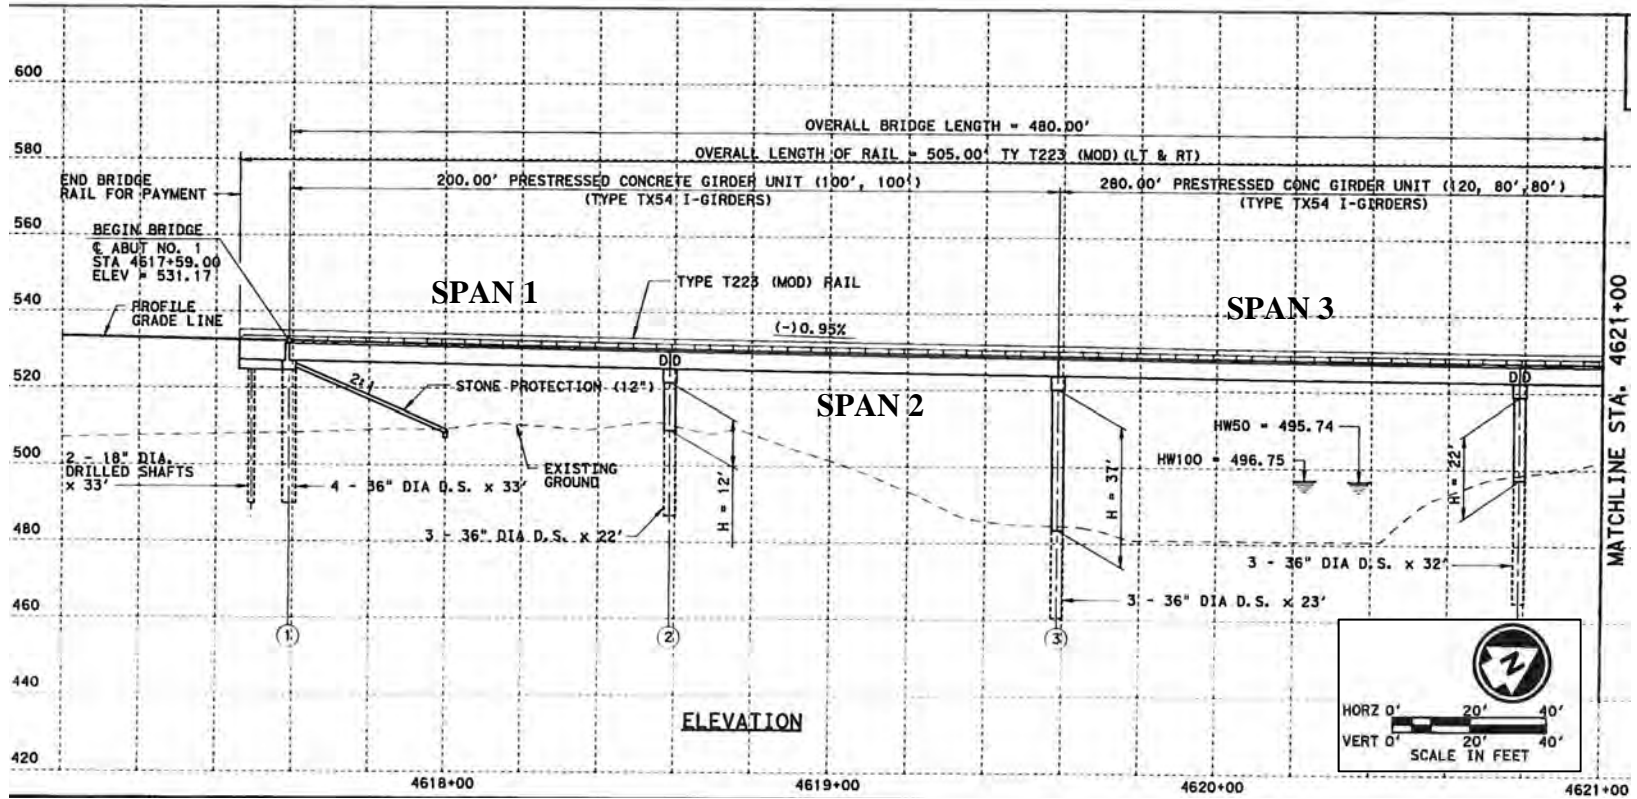 600
580
560
540
520
500
480
460
440
420
OVERALL BRIDGE LENGTH = 480.00'
OVERALL LENGTH OF RAIL = 505.00' TY T223 (MOD) (LT & RT)
END BRIDGE
RAIL FOR PAYMENT
200.00' PRESTRESSED CONCRETE GIRDER UNIT (100', 100')
(TYPE TX54 I-GIRDERS)
280.00' PRESTRESSED CONC GIRDER UNIT (120, 80', 80')
(TYPE TX54 I-GIRDERS)
BEGIN BRIDGE
℄ ABUT NO. 1
STA 4617+59.00
ELEV = 531.17
PROFILE
GRADE LINE
SPAN 1
TYPE T223 (MOD) RAIL
SPAN 3
(-)0.95%
D D
D D
2:1
STONE PROTECTION (12")
SPAN 2
HW50 = 495.74
HW100 = 496.75
2 - 18" DIA.
DRILLED SHAFTS
x 33'
EXISTING
GROUND
4 - 36" DIA D.S. x 33'
H = 12'
H = 37'
H = 22'
3 - 36" DIA D.S. x 22'
3 - 36" DIA D.S. x 32'
3 - 36" DIA D.S. x 23'
1
2
3
MATCHLINE STA. 4621+00
ELEVATION
N
HORZ 0' 20' 40'
VERT 0' 20' 40'
SCALE IN FEET
4618+00
4619+00
4620+00
4621+00